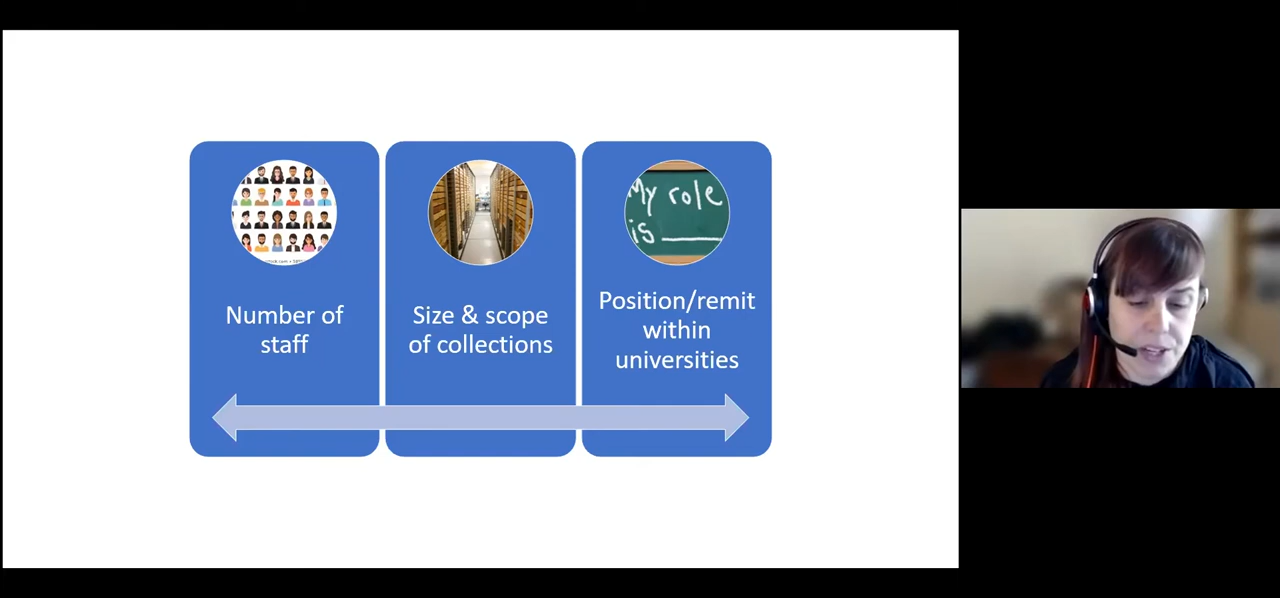 Number of
staff
Size & scope
of collections
My role
is
Position/remit
within
universities